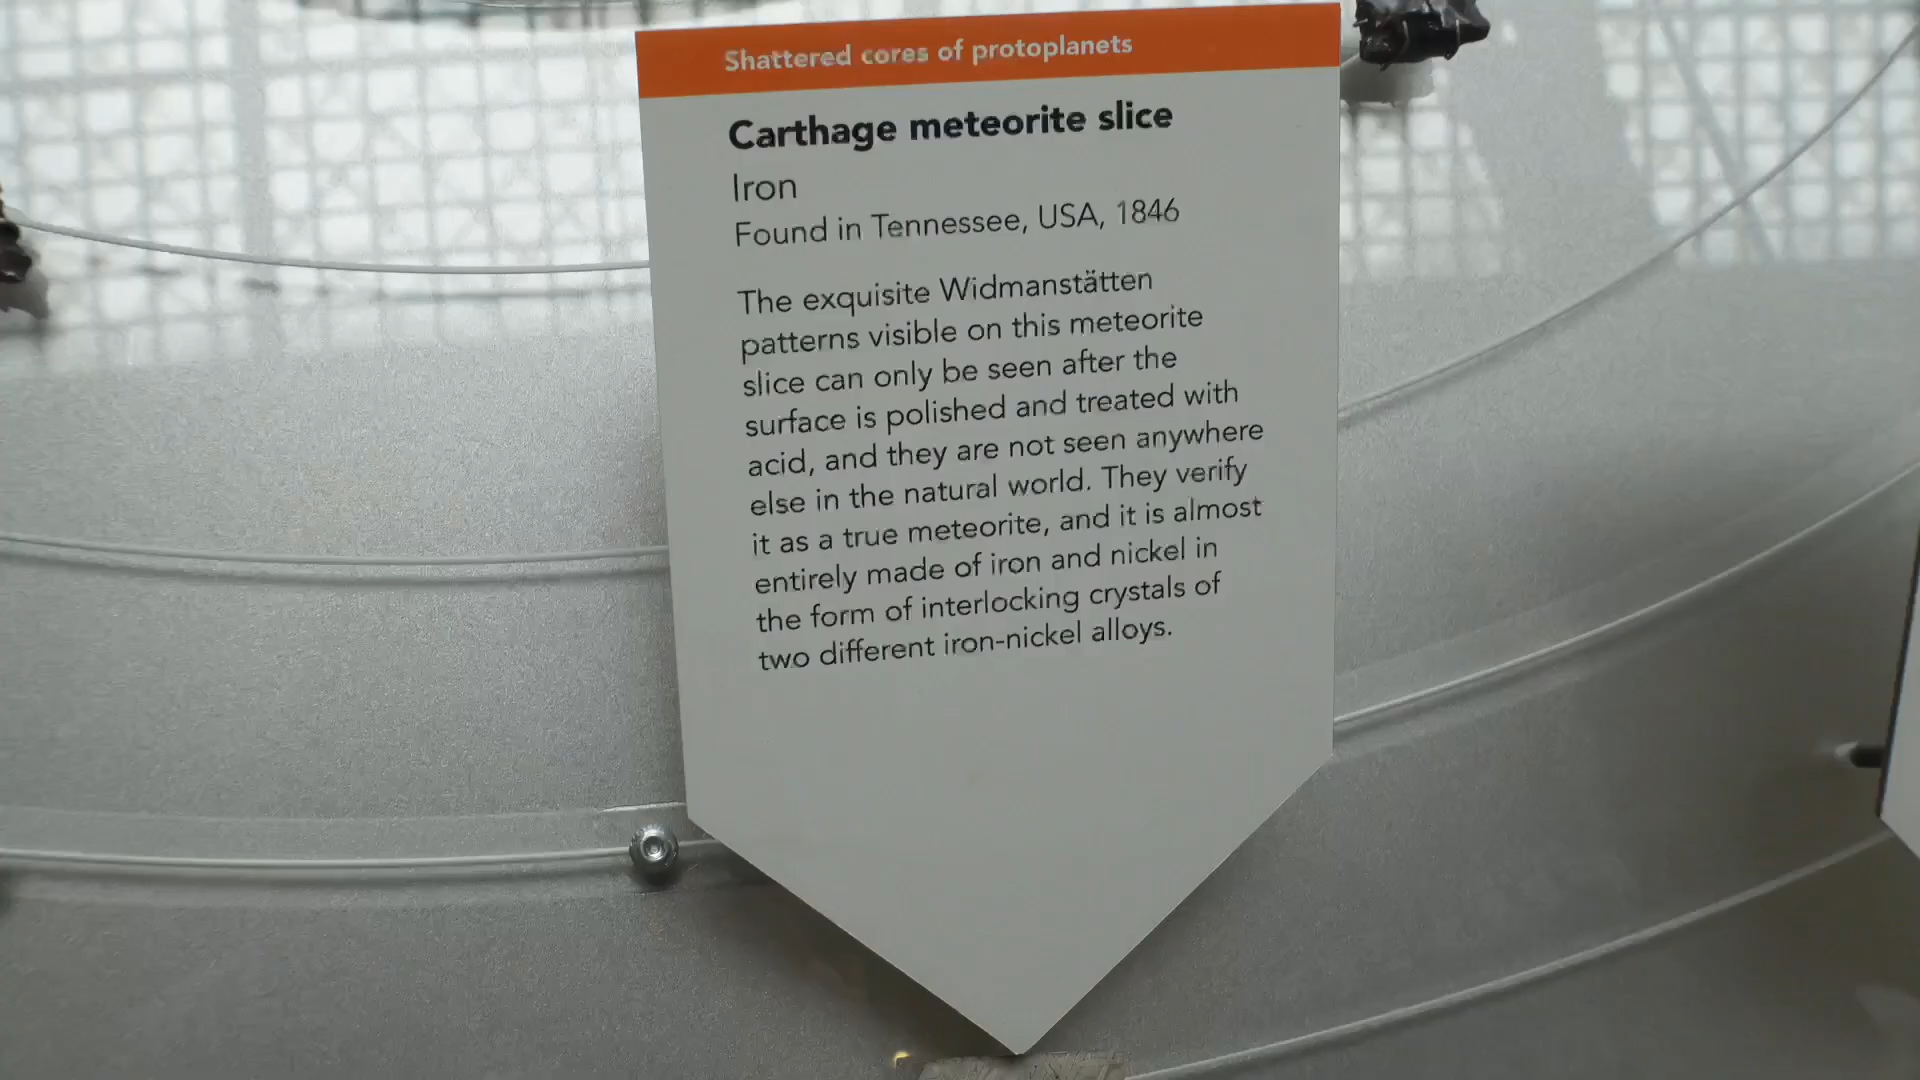 Shattered cores of protoplanets
Carthage meteorite slice
Iron
Found in Tennessee, USA, 1846
The exquisite Widmanstätten
patterns visible on this meteorite
slice can only be seen after the
surface is polished and treated with
acid, and they are not seen anywhere
else in the natural world. They verify
it as a true meteorite, and it is almost
entirely made of iron and nickel in
the form of interlocking crystals of
two different iron-nickel alloys.